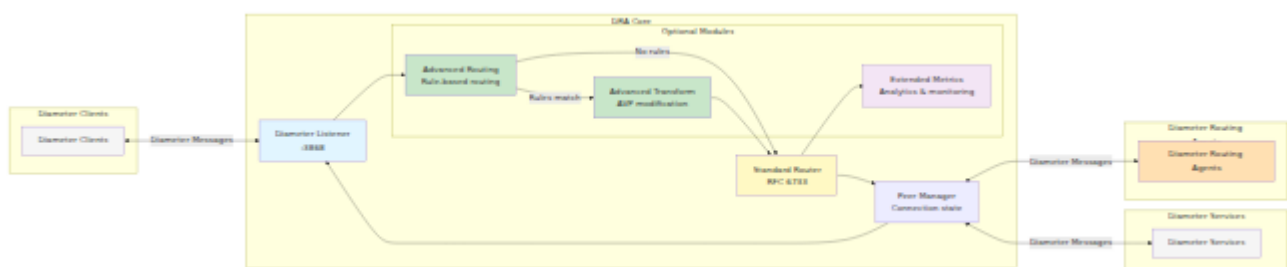 DRA Core
Optional Modules
No rules
Advanced Routing
Rule-based routing
Extended Metrics
Analytics & monitoring
Rules match
Advanced Transform
AVP modification
Diameter Clients
Diameter Clients
Diameter Messages
Diameter Listener
:3868
Standard Router
RFC 6733
Peer Manager
Connection state
Diameter Messages
Diameter Routing
Diameter Routing
Agents
Diameter Services
Diameter Messages
Diameter Services